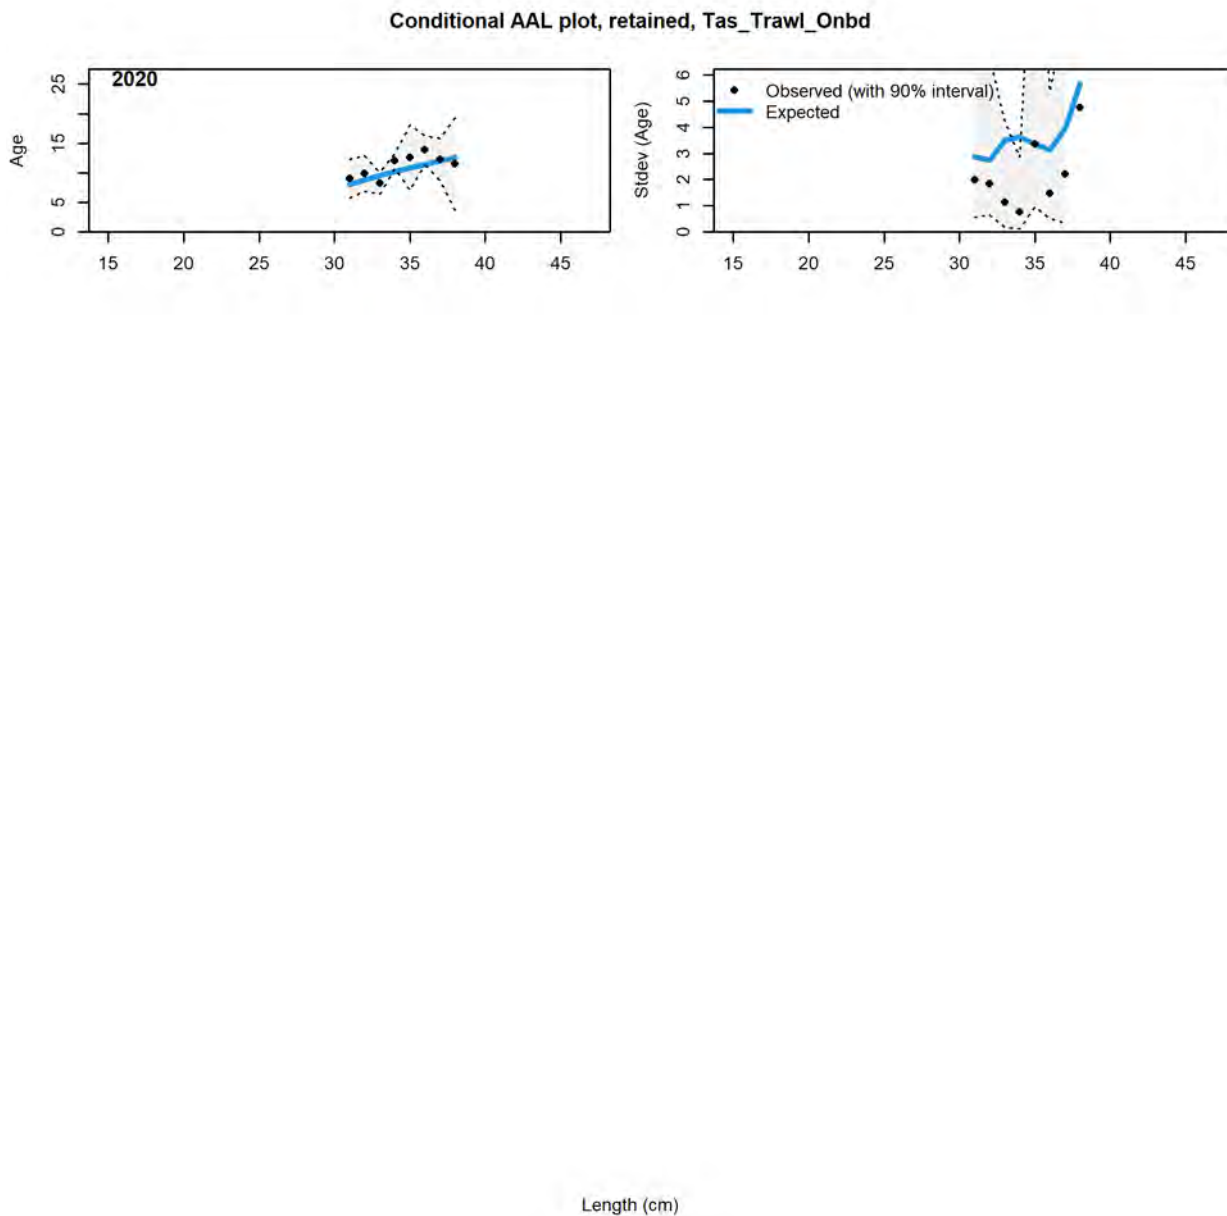 Conditional AAL plot, retained, Tas_Trawl_Onbd
2020
Age
0 5 15 25
15 20 25 30 35 40 45
Observed (with 90% interval)
Expected
Stdev (Age)
0 1 2 3 4 5 6
15 20 25 30 35 40 45
Length (cm)